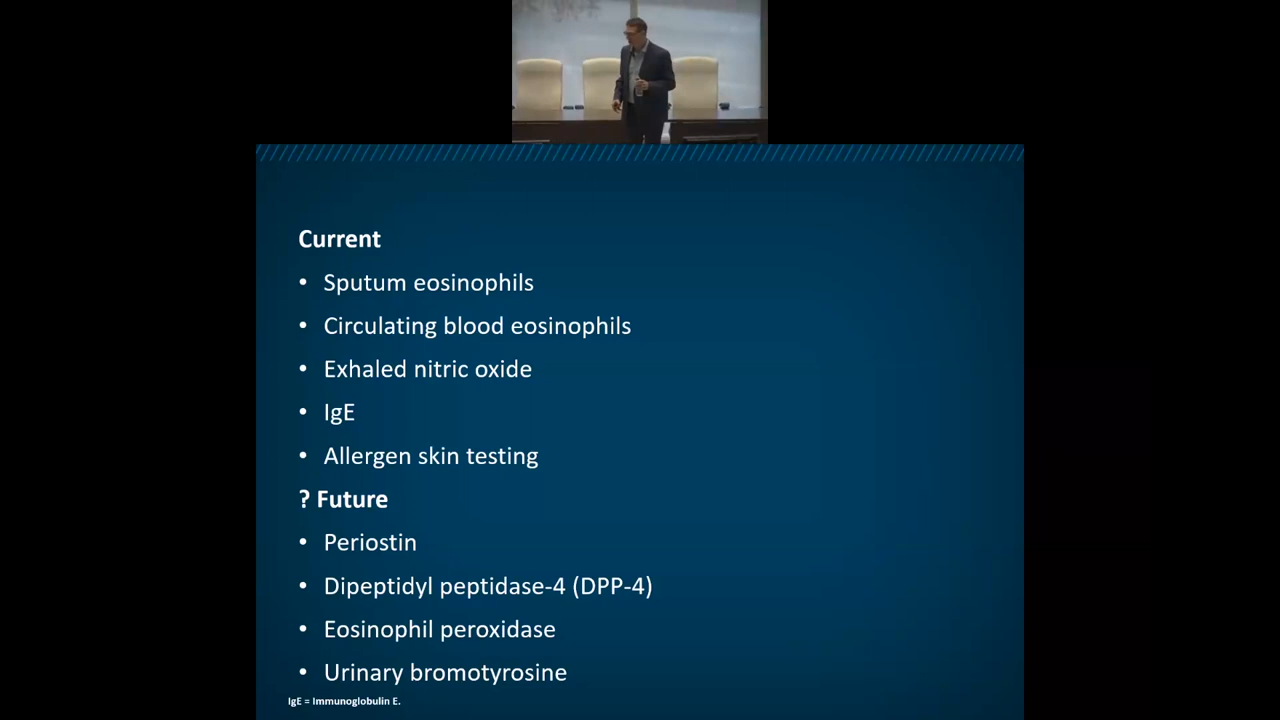 Current
• Sputum eosinophils
• Circulating blood eosinophils
• Exhaled nitric oxide
• IgE
• Allergen skin testing
? Future
• Periostin
• Dipeptidyl peptidase-4 (DPP-4)
• Eosinophil peroxidase
• Urinary bromotyrosine
IgE = Immunoglobulin E.